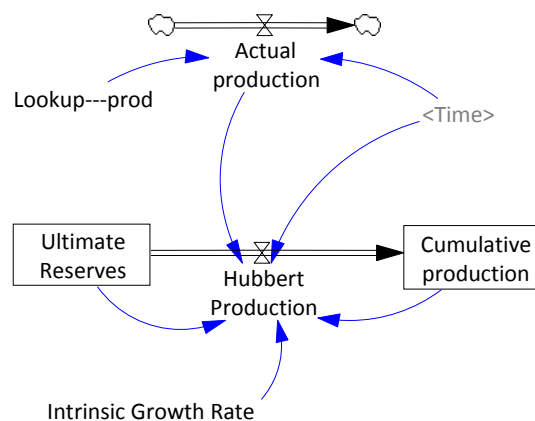 Actual
production
Lookup---prod
<Time>
Ultimate
Reserves
Cumulative
production
Hubbert
Production
Intrinsic Growth Rate